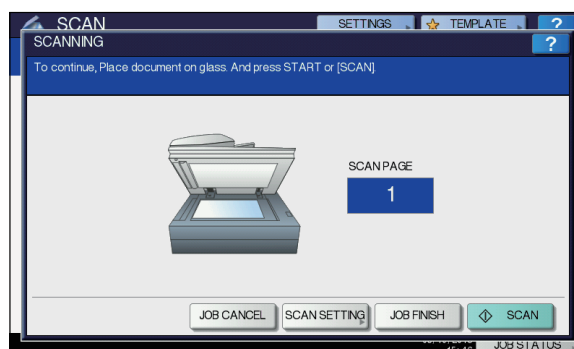 SCAN
SETTINGS
TEMPLATE
?
SCANNING
?
To continue, Place document on glass. And press START or [SCAN]
SCAN PAGE
1
JOB CANCEL
SCAN SETTING
JOB FINISH
SCAN
JOB STATUS